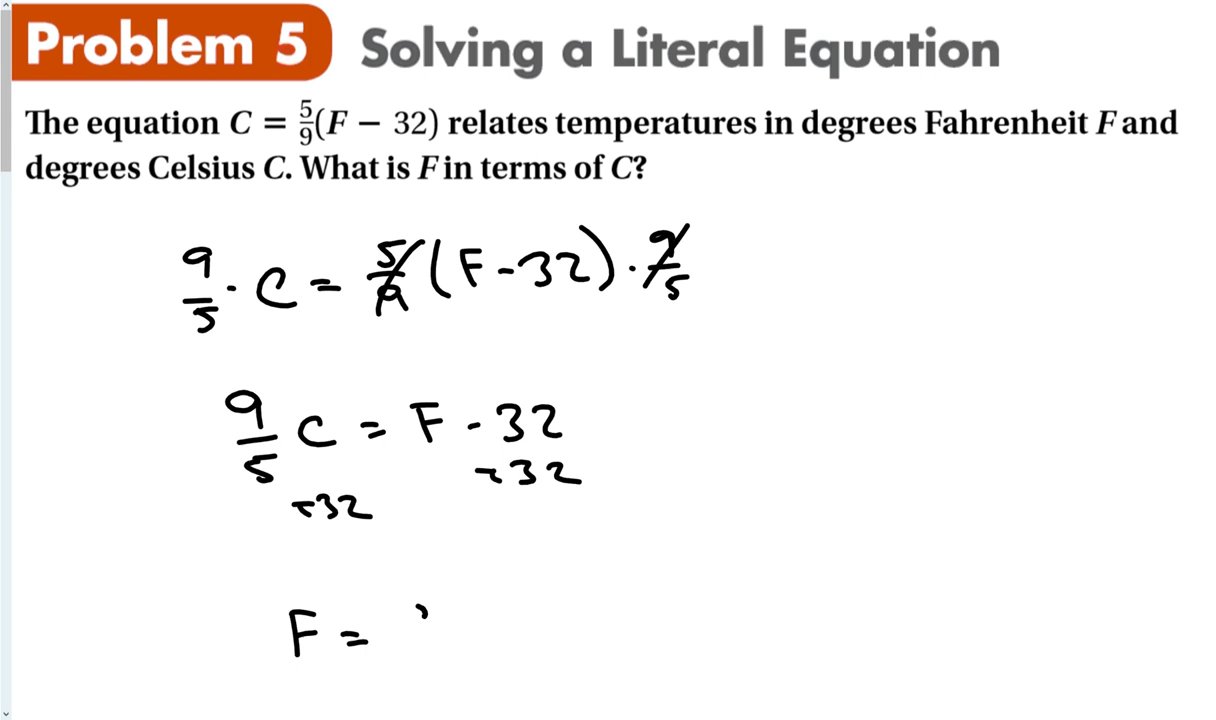 Problem 5 Solving a Literal Equation
The equation C = 5/9(F − 32) relates temperatures in degrees Fahrenheit F and
degrees Celsius C. What is F in terms of C?
9/5 · C = 5/9 (F - 32) · 9/5
9/5 C = F - 32
+32
+32
F =